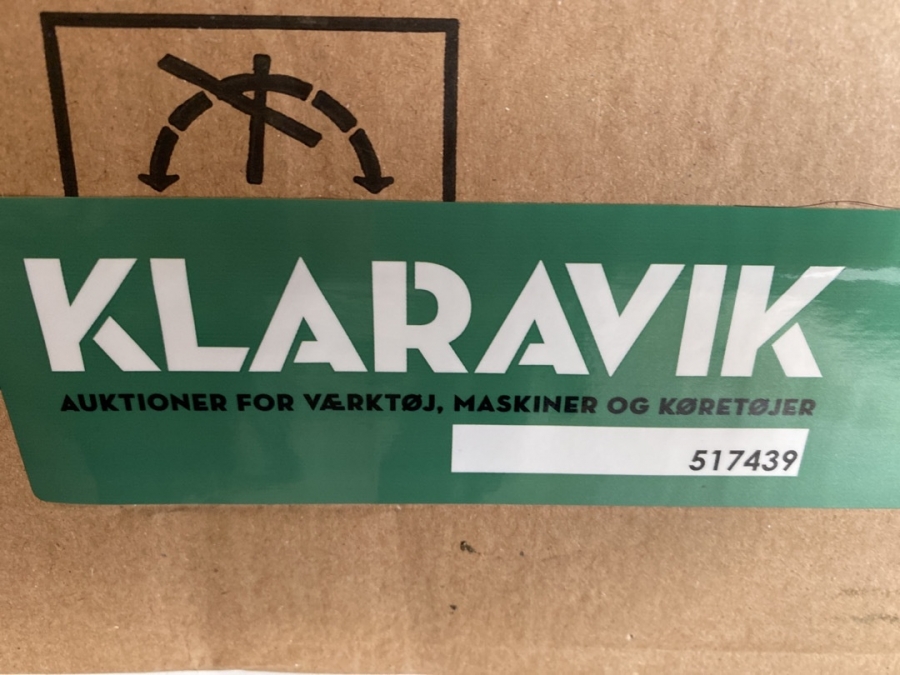 KLARAVIK
AUKTIONER FOR VÆRKTØJ, MASKINER OG KØRETØJER
517439